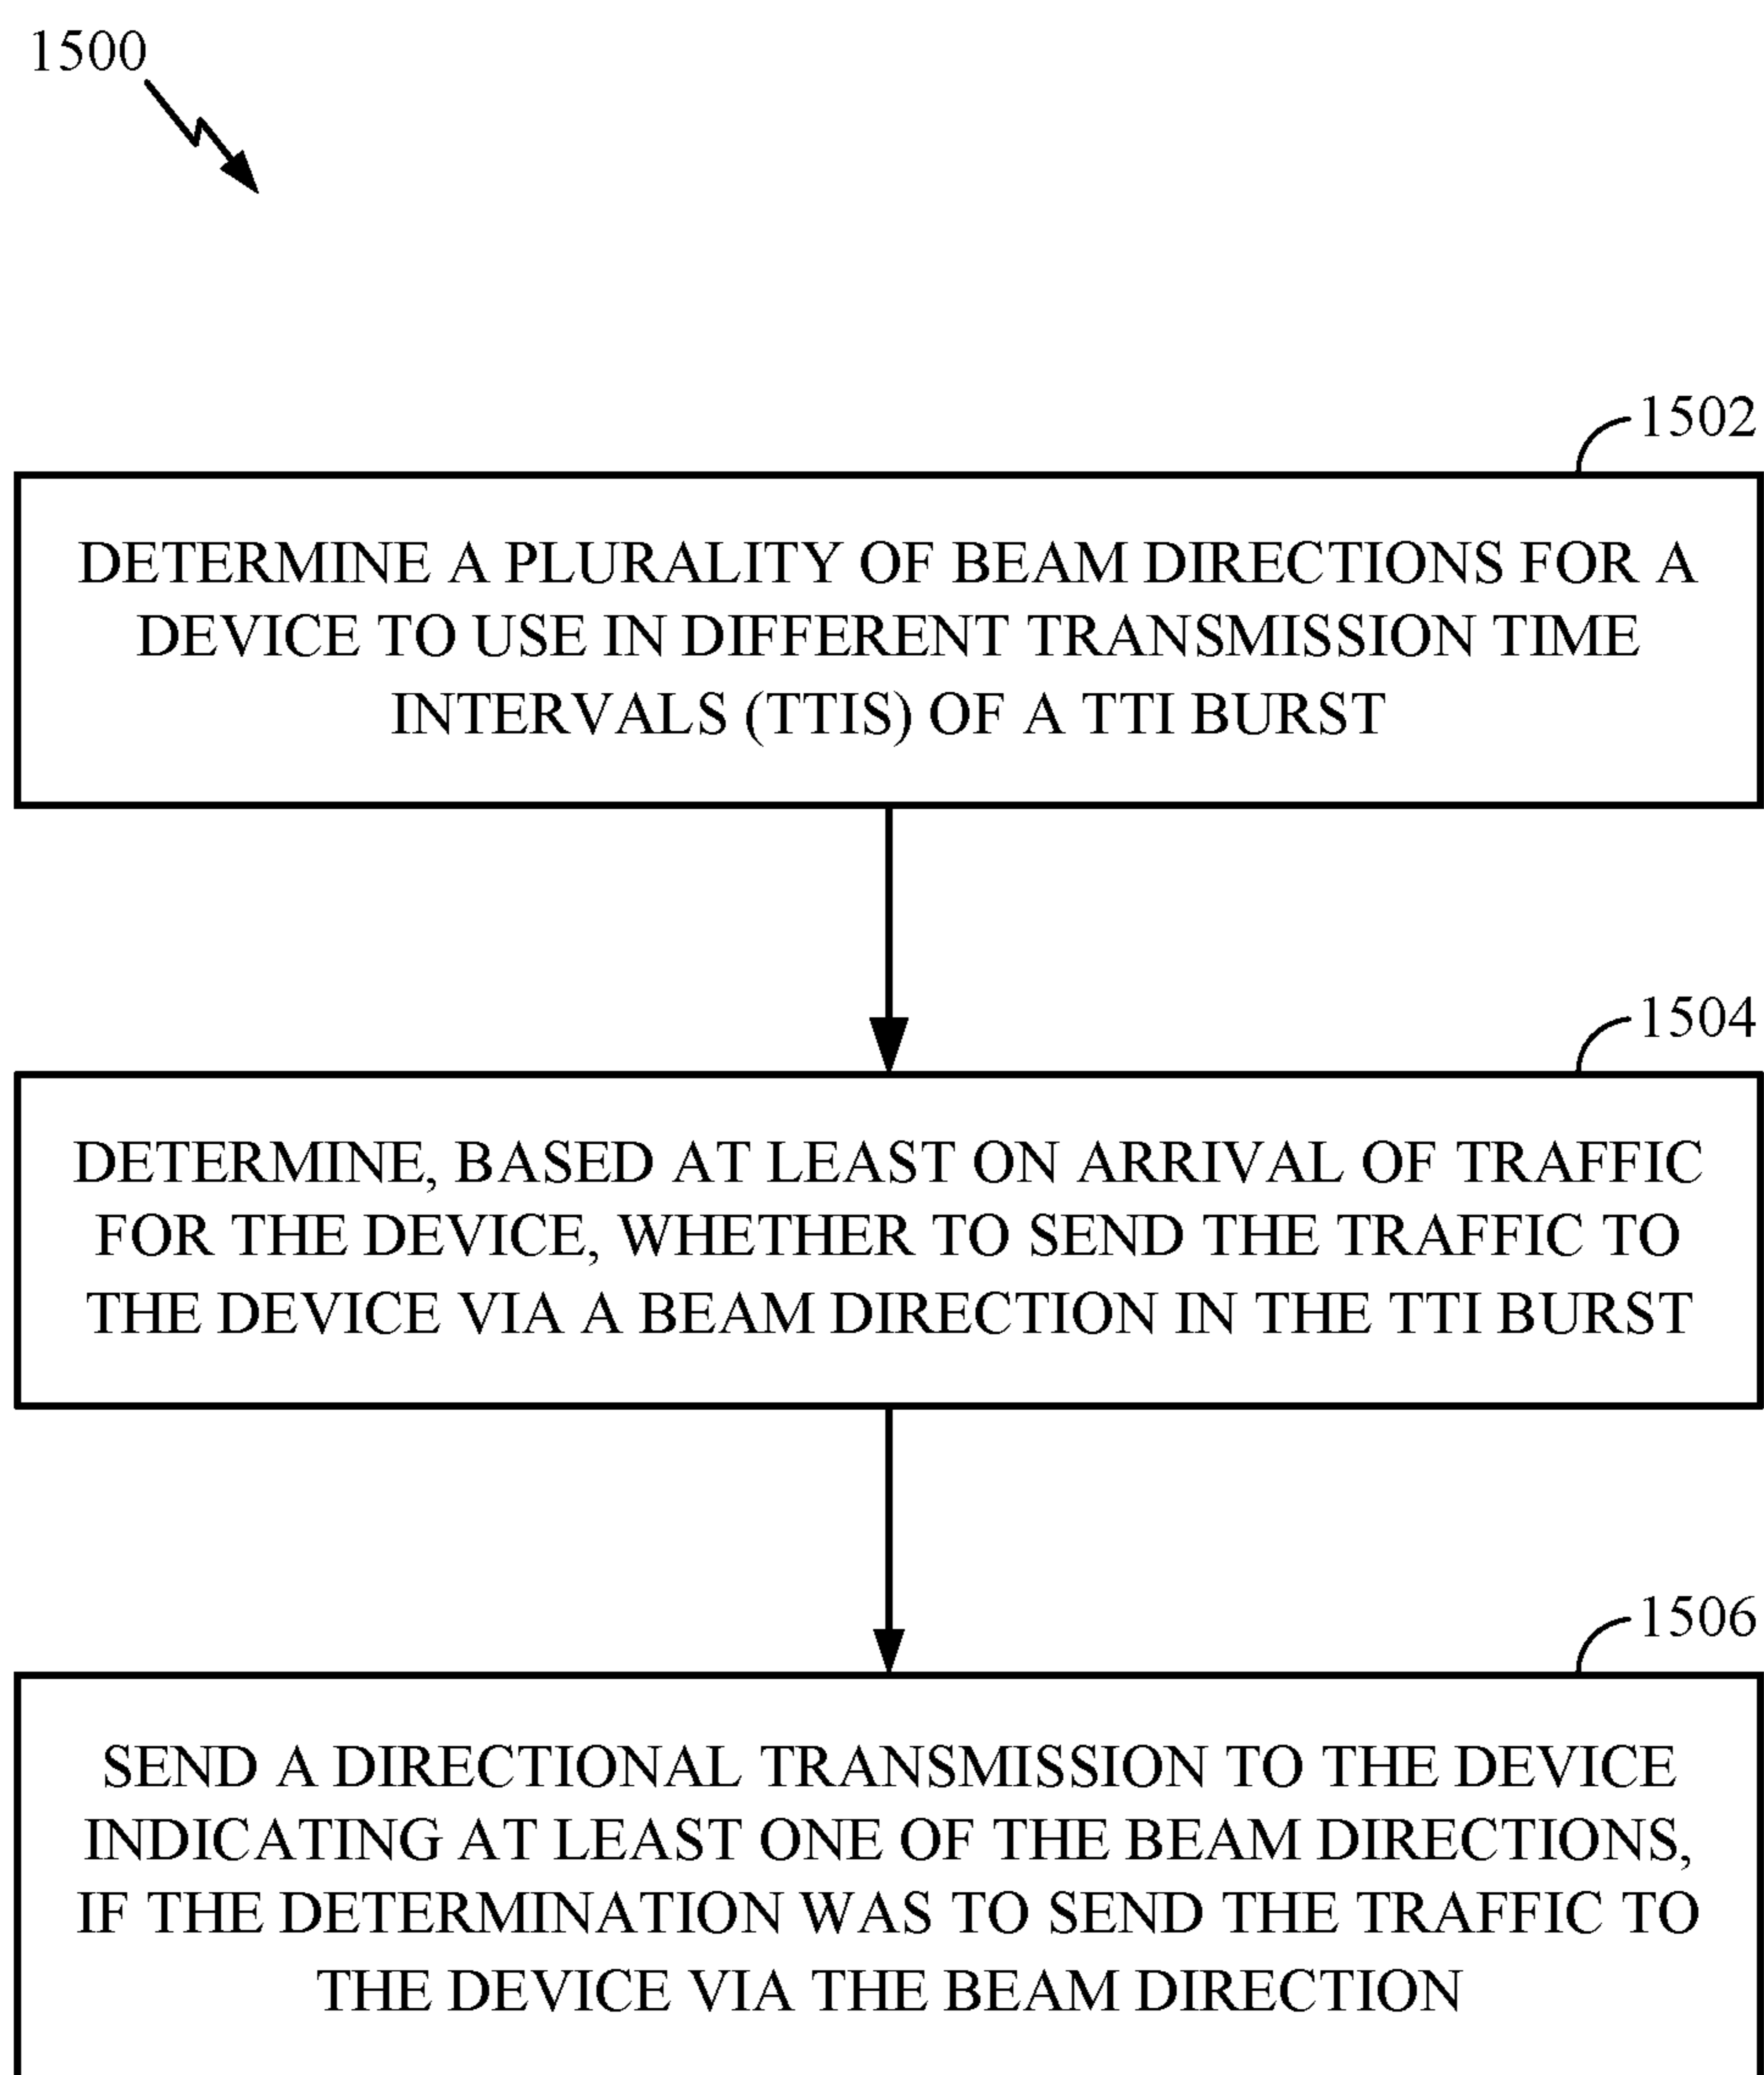 1500
1502
DETERMINE A PLURALITY OF BEAM DIRECTIONS FOR A
DEVICE TO USE IN DIFFERENT TRANSMISSION TIME
INTERVALS (TTIS) OF A TTI BURST
1504
DETERMINE, BASED AT LEAST ON ARRIVAL OF TRAFFIC
FOR THE DEVICE, WHETHER TO SEND THE TRAFFIC TO
THE DEVICE VIA A BEAM DIRECTION IN THE TTI BURST
1506
SEND A DIRECTIONAL TRANSMISSION TO THE DEVICE
INDICATING AT LEAST ONE OF THE BEAM DIRECTIONS,
IF THE DETERMINATION WAS TO SEND THE TRAFFIC TO
THE DEVICE VIA THE BEAM DIRECTION